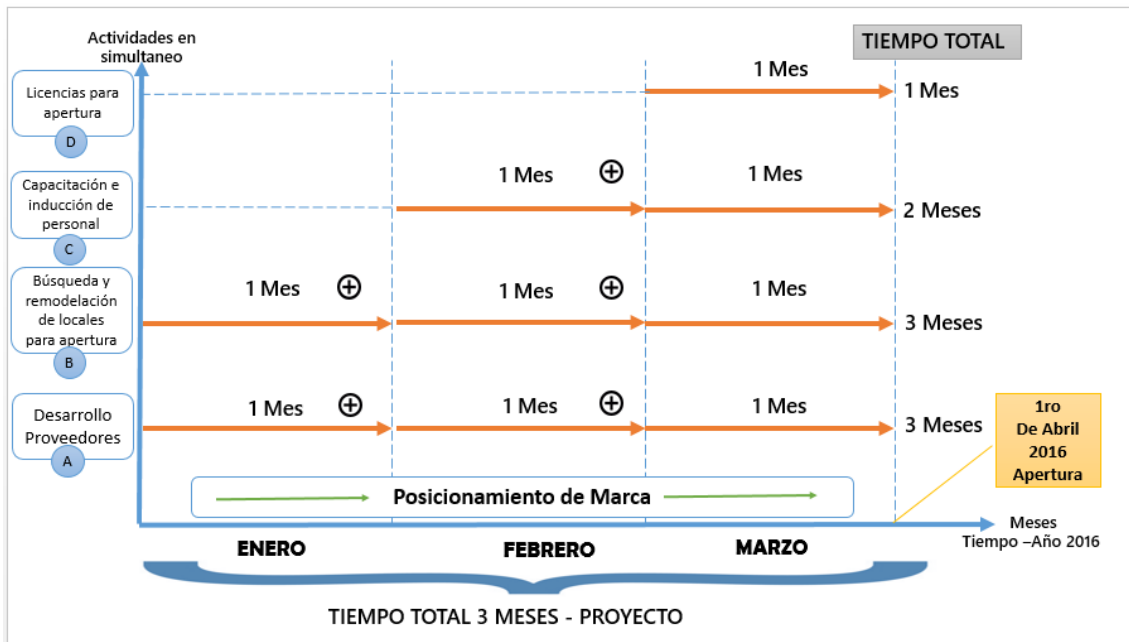 Actividades en
simultaneo
TIEMPO TOTAL
Licencias para
apertura
D
1 Mes
1 Mes
Capacitación e
inducción de
personal
C
1 Mes
1 Mes
2 Meses
Búsqueda y
remodelación
de locales
para apertura
B
1 Mes
1 Mes
1 Mes
3 Meses
Desarrollo
Proveedores
A
1 Mes
1 Mes
1 Mes
3 Meses
1ro
De Abril
2016
Apertura
Posicionamiento de Marca
ENERO
FEBRERO
MARZO
Meses
Tiempo –Año 2016
TIEMPO TOTAL 3 MESES - PROYECTO